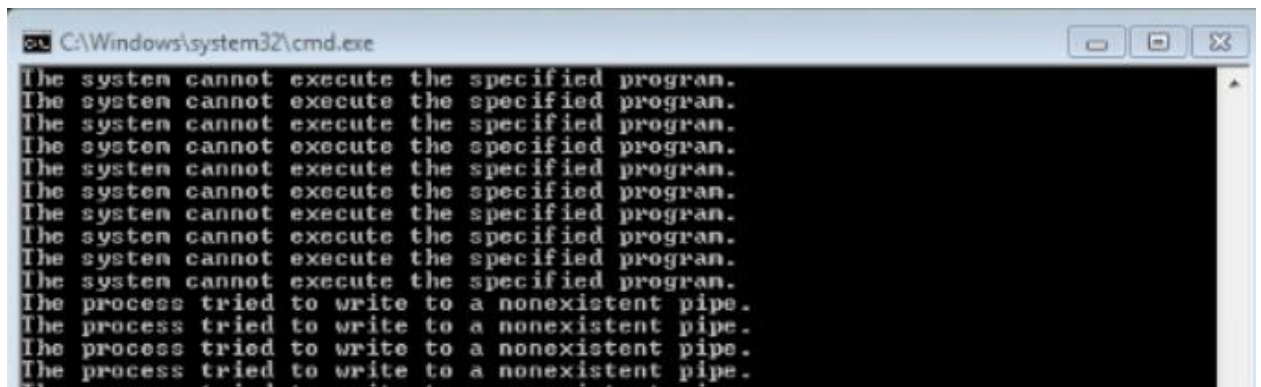 C:\Windows\system32\cmd.exe
The system cannot execute the specified program.
The system cannot execute the specified program.
The system cannot execute the specified program.
The system cannot execute the specified program.
The system cannot execute the specified program.
The system cannot execute the specified program.
The system cannot execute the specified program.
The system cannot execute the specified program.
The system cannot execute the specified program.
The system cannot execute the specified program.
The process tried to write to a nonexistent pipe.
The process tried to write to a nonexistent pipe.
The process tried to write to a nonexistent pipe.
The process tried to write to a nonexistent pipe.